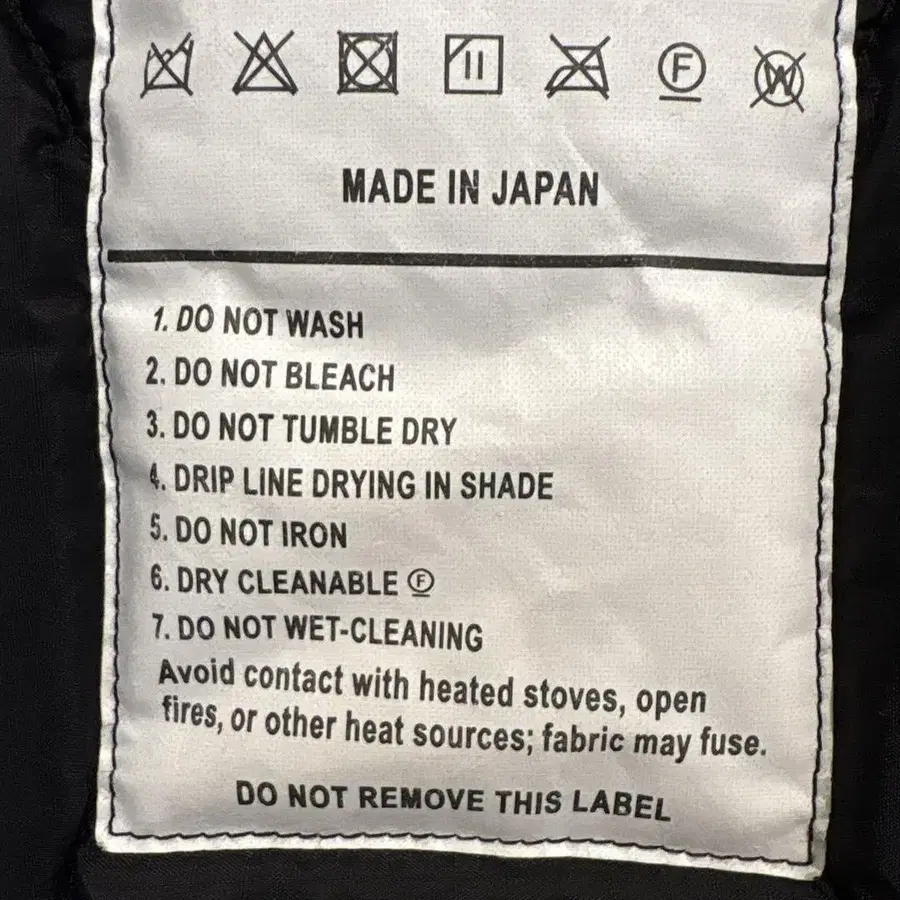 F W
MADE IN JAPAN
1. DO NOT WASH
2. DO NOT BLEACH
3. DO NOT TUMBLE DRY
4. DRIP LINE DRYING IN SHADE
5. DO NOT IRON
6. DRY CLEANABLE Ⓕ
7. DO NOT WET-CLEANING
Avoid contact with heated stoves, open
fires, or other heat sources; fabric may fuse.
DO NOT REMOVE THIS LABEL